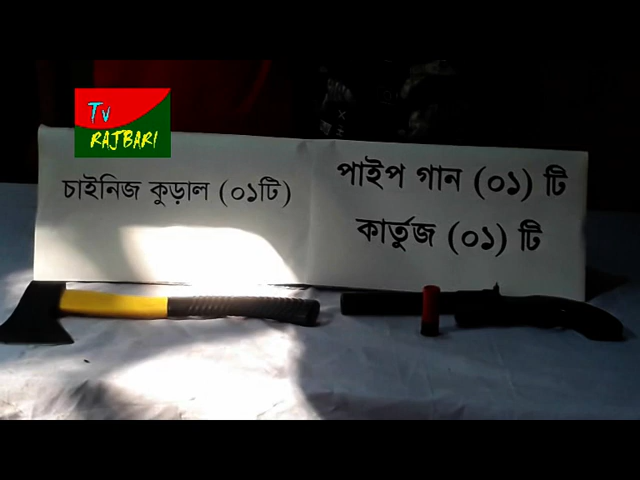 Tv
RAJBARI
চাইনিজ কুড়াল (০১টি)
পাইপ গান (০১) টি
কার্তুজ (০১) টি